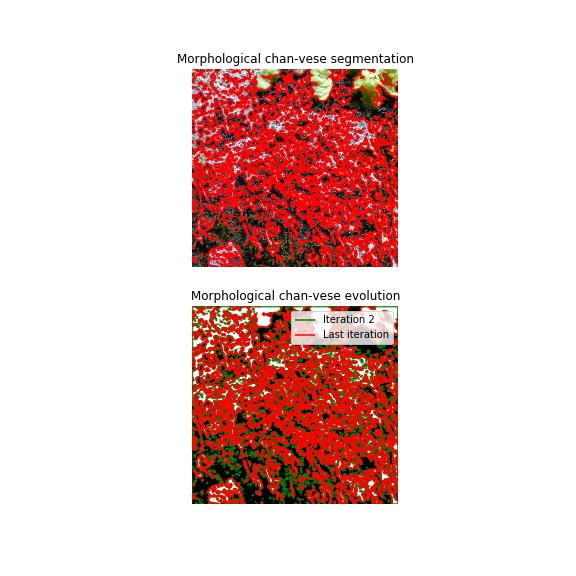 Morphological chan-vese segmentation
Morphological chan-vese evolution
Iteration 2
Last iteration